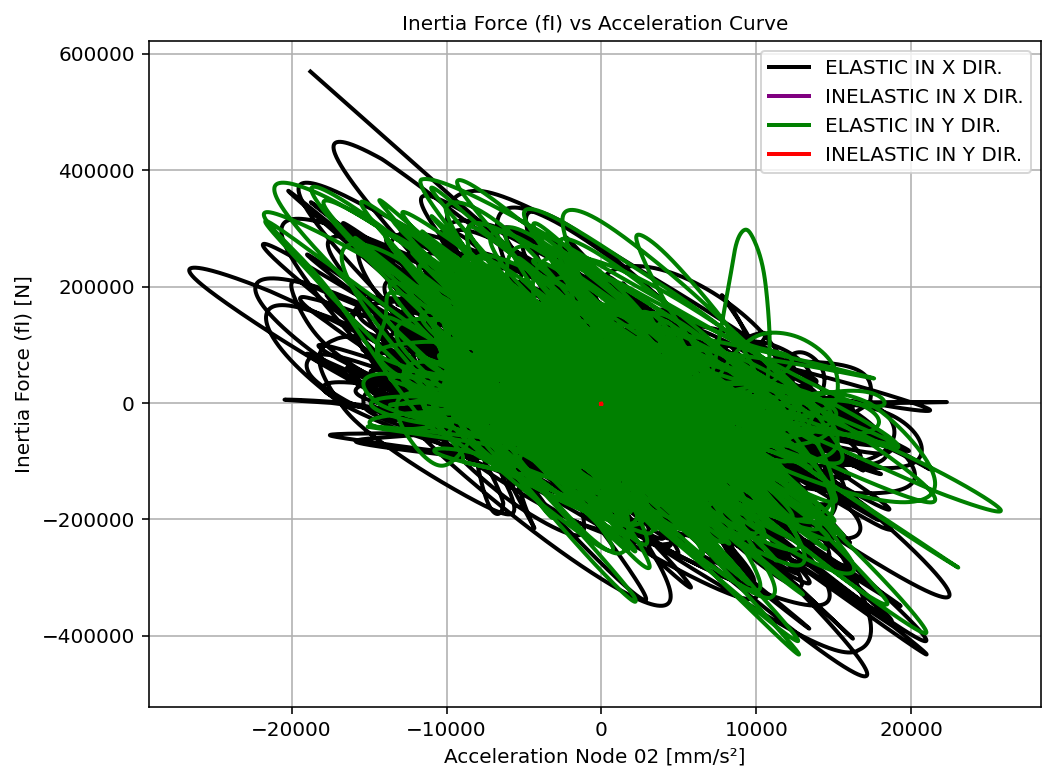 Inertia Force (fI) vs Acceleration Curve
600000
400000
200000
0
−200000
−400000
Inertia Force (fI) [N]
ELASTIC IN X DIR.
INELASTIC IN X DIR.
ELASTIC IN Y DIR.
INELASTIC IN Y DIR.
−20000 −10000 0 10000 20000
Acceleration Node 02 [mm/s²]